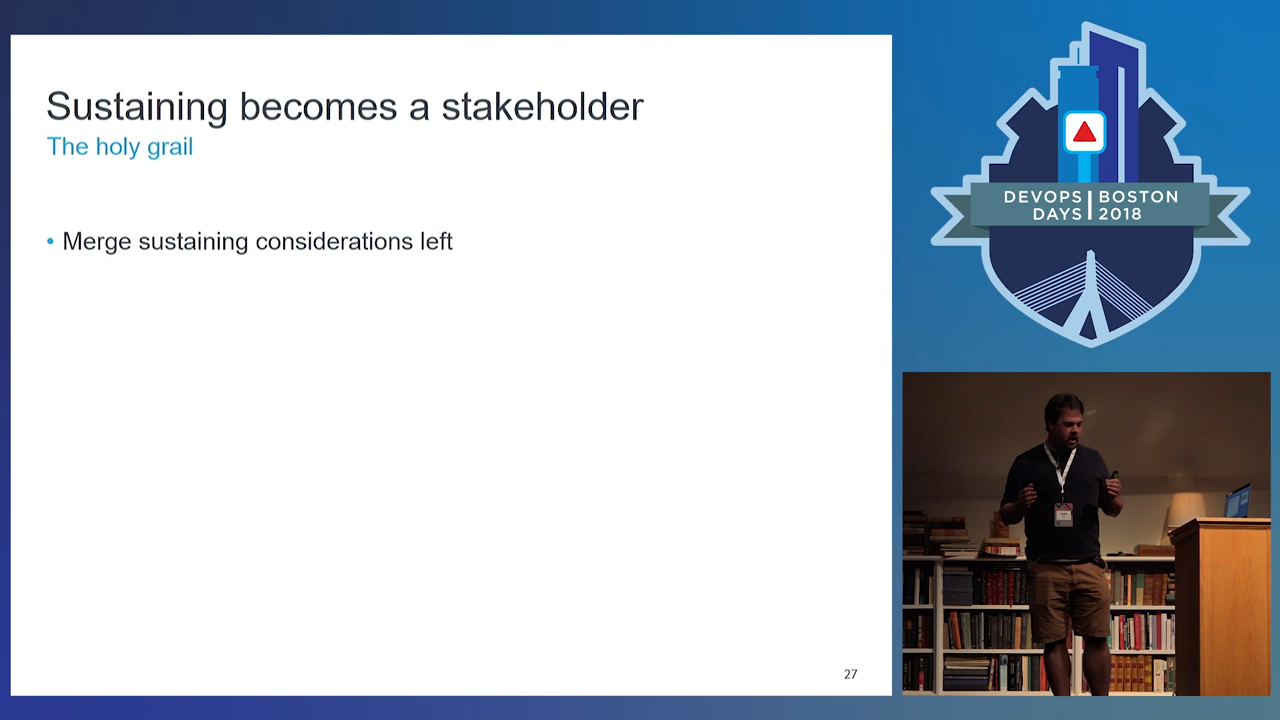 Sustaining becomes a stakeholder
The holy grail
• Merge sustaining considerations left
27
DEVOPS DAYS
BOSTON 2018